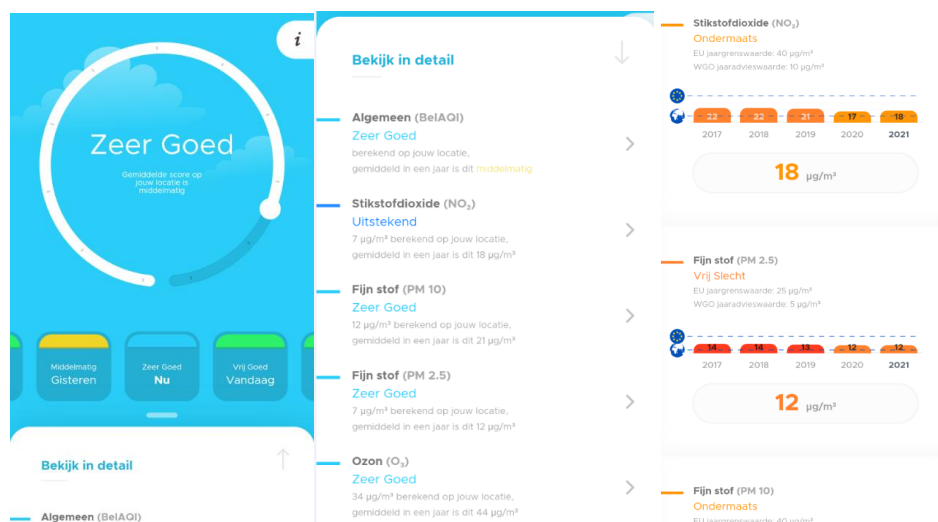 i
Zeer Goed
Gemiddelde score op
jouw locatie is
middelmatig
Middelmatig
Gisteren
Zeer Goed
Nu
Vrij Goed
Vandaag
Bekijk in detail
Algemeen (BelAQI)
Bekijk in detail
Algemeen (BelAQI)
Zeer Goed
berekend op jouw locatie,
gemiddeld in een jaar is dit middelmatig
Stikstofdioxide (NO₂)
Uitstekend
7 µg/m³ berekend op jouw locatie,
gemiddeld in een jaar is dit 18 µg/m³
Fijn stof (PM 10)
Zeer Goed
12 µg/m³ berekend op jouw locatie,
gemiddeld in een jaar is dit 21 µg/m³
Fijn stof (PM 2.5)
Zeer Goed
7 µg/m³ berekend op jouw locatie,
gemiddeld in een jaar is dit 12 µg/m³
Ozon (O₃)
Zeer Goed
34 µg/m³ berekend op jouw locatie,
gemiddeld in een jaar is dit 44 µg/m³
Stikstofdioxide (NO₂)
Ondermaats
EU jaargrenswaarde: 40 µg/m³
WGO jaaradvieswaarde: 10 µg/m³
22 22 21 17 18
2017 2018 2019 2020 2021
18 µg/m³
Fijn stof (PM 2.5)
Vrij Slecht
EU jaargrenswaarde: 25 µg/m³
WGO jaaradvieswaarde: 5 µg/m³
14 14 13 12 12
2017 2018 2019 2020 2021
12 µg/m³
Fijn stof (PM 10)
Ondermaats
EU jaargrenswaarde: 40 µg/m³